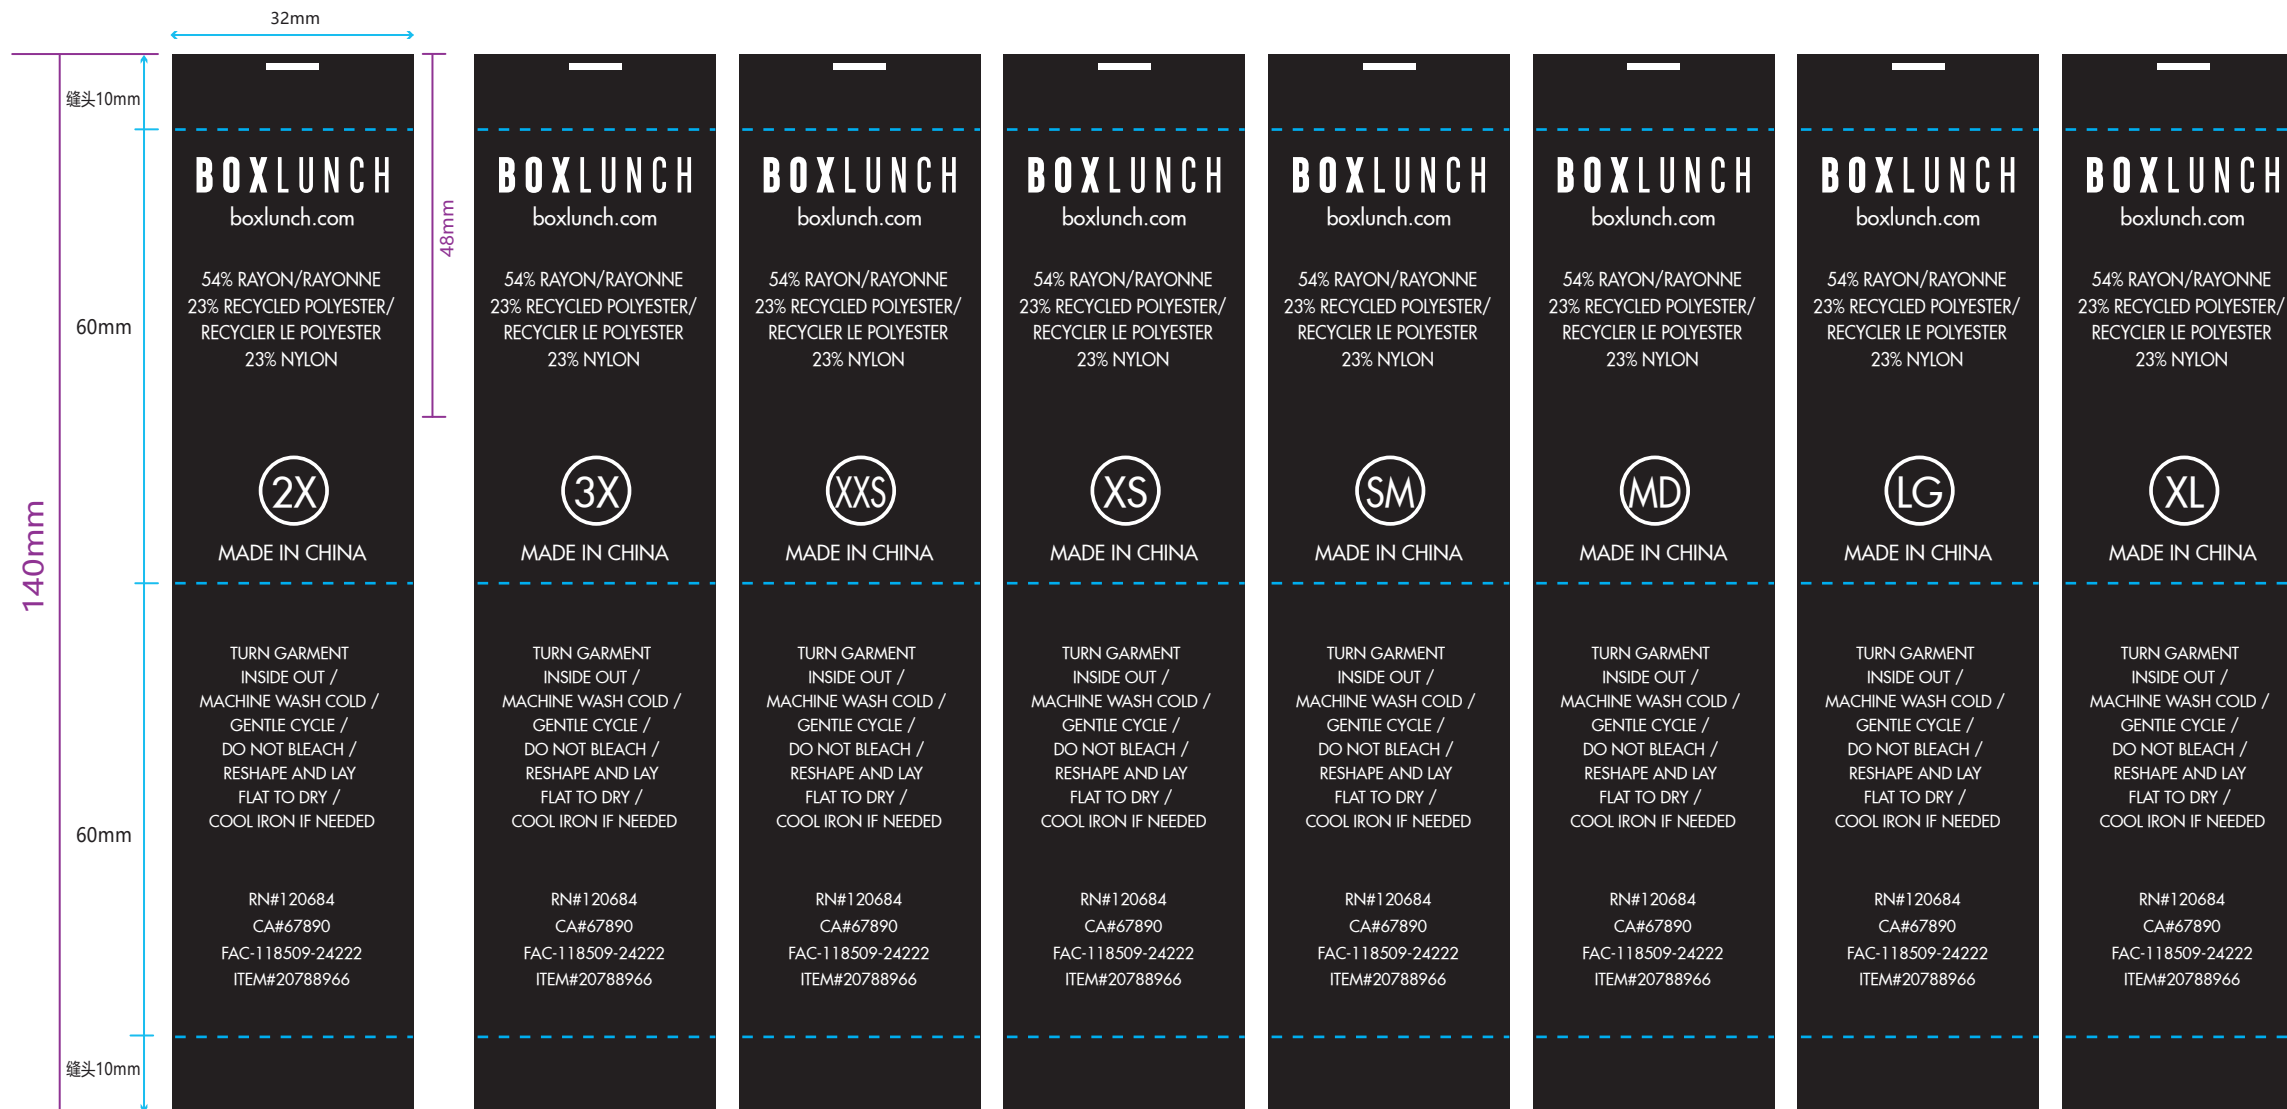 32mm
缝头10mm
60mm
140mm
60mm
缝头10mm
48mm
BOXLUNCH
boxlunch.com
54% RAYON/RAYONNE
23% RECYCLED POLYESTER/
RECYCLER LE POLYESTER
23% NYLON
2X
MADE IN CHINA
TURN GARMENT
INSIDE OUT /
MACHINE WASH COLD /
GENTLE CYCLE /
DO NOT BLEACH /
RESHAPE AND LAY
FLAT TO DRY /
COOL IRON IF NEEDED
RN#120684
CA#67890
FAC-118509-24222
ITEM#20788966
BOXLUNCH
boxlunch.com
54% RAYON/RAYONNE
23% RECYCLED POLYESTER/
RECYCLER LE POLYESTER
23% NYLON
3X
MADE IN CHINA
TURN GARMENT
INSIDE OUT /
MACHINE WASH COLD /
GENTLE CYCLE /
DO NOT BLEACH /
RESHAPE AND LAY
FLAT TO DRY /
COOL IRON IF NEEDED
RN#120684
CA#67890
FAC-118509-24222
ITEM#20788966
BOXLUNCH
boxlunch.com
54% RAYON/RAYONNE
23% RECYCLED POLYESTER/
RECYCLER LE POLYESTER
23% NYLON
XXS
MADE IN CHINA
TURN GARMENT
INSIDE OUT /
MACHINE WASH COLD /
GENTLE CYCLE /
DO NOT BLEACH /
RESHAPE AND LAY
FLAT TO DRY /
COOL IRON IF NEEDED
RN#120684
CA#67890
FAC-118509-24222
ITEM#20788966
BOXLUNCH
boxlunch.com
54% RAYON/RAYONNE
23% RECYCLED POLYESTER/
RECYCLER LE POLYESTER
23% NYLON
XS
MADE IN CHINA
TURN GARMENT
INSIDE OUT /
MACHINE WASH COLD /
GENTLE CYCLE /
DO NOT BLEACH /
RESHAPE AND LAY
FLAT TO DRY /
COOL IRON IF NEEDED
RN#120684
CA#67890
FAC-118509-24222
ITEM#20788966
BOXLUNCH
boxlunch.com
54% RAYON/RAYONNE
23% RECYCLED POLYESTER/
RECYCLER LE POLYESTER
23% NYLON
SM
MADE IN CHINA
TURN GARMENT
INSIDE OUT /
MACHINE WASH COLD /
GENTLE CYCLE /
DO NOT BLEACH /
RESHAPE AND LAY
FLAT TO DRY /
COOL IRON IF NEEDED
RN#120684
CA#67890
FAC-118509-24222
ITEM#20788966
BOXLUNCH
boxlunch.com
54% RAYON/RAYONNE
23% RECYCLED POLYESTER/
RECYCLER LE POLYESTER
23% NYLON
MD
MADE IN CHINA
TURN GARMENT
INSIDE OUT /
MACHINE WASH COLD /
GENTLE CYCLE /
DO NOT BLEACH /
RESHAPE AND LAY
FLAT TO DRY /
COOL IRON IF NEEDED
RN#120684
CA#67890
FAC-118509-24222
ITEM#20788966
BOXLUNCH
boxlunch.com
54% RAYON/RAYONNE
23% RECYCLED POLYESTER/
RECYCLER LE POLYESTER
23% NYLON
LG
MADE IN CHINA
TURN GARMENT
INSIDE OUT /
MACHINE WASH COLD /
GENTLE CYCLE /
DO NOT BLEACH /
RESHAPE AND LAY
FLAT TO DRY /
COOL IRON IF NEEDED
RN#120684
CA#67890
FAC-118509-24222
ITEM#20788966
BOXLUNCH
boxlunch.com
54% RAYON/RAYONNE
23% RECYCLED POLYESTER/
RECYCLER LE POLYESTER
23% NYLON
XL
MADE IN CHINA
TURN GARMENT
INSIDE OUT /
MACHINE WASH COLD /
GENTLE CYCLE /
DO NOT BLEACH /
RESHAPE AND LAY
FLAT TO DRY /
COOL IRON IF NEEDED
RN#120684
CA#67890
FAC-118509-24222
ITEM#20788966